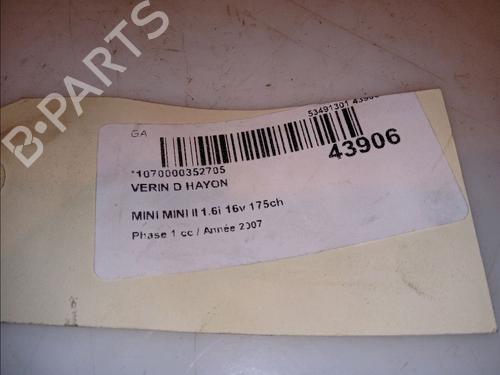 B-PARTS
GA
53491301 43906
43906
*1070000352705
VERIN D HAYON
MINI MINI II 1.6i 16v 175ch
Phase 1 cc / Année 2007